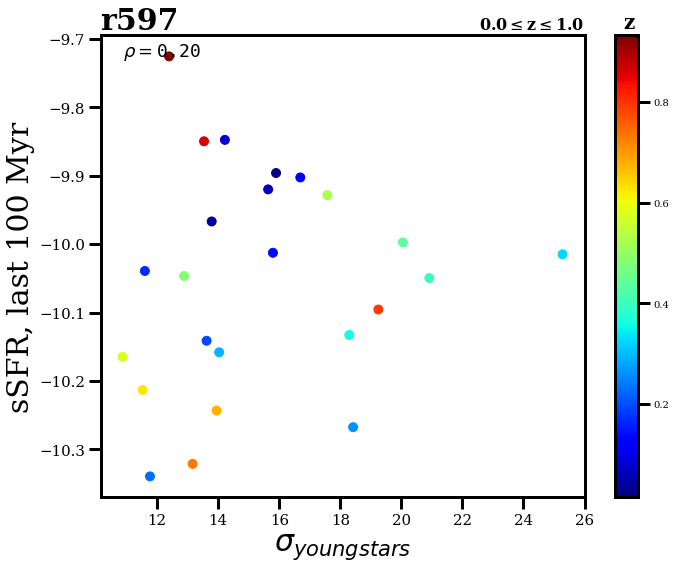 r597
0.0 ≤ z ≤ 1.0
z
ρ = 0.20
−9.7
−9.8
−9.9
−10.0
−10.1
−10.2
−10.3
sSFR, last 100 Myr
12 14 16 18 20 22 24 26
σyoungstars
0.8
0.6
0.4
0.2